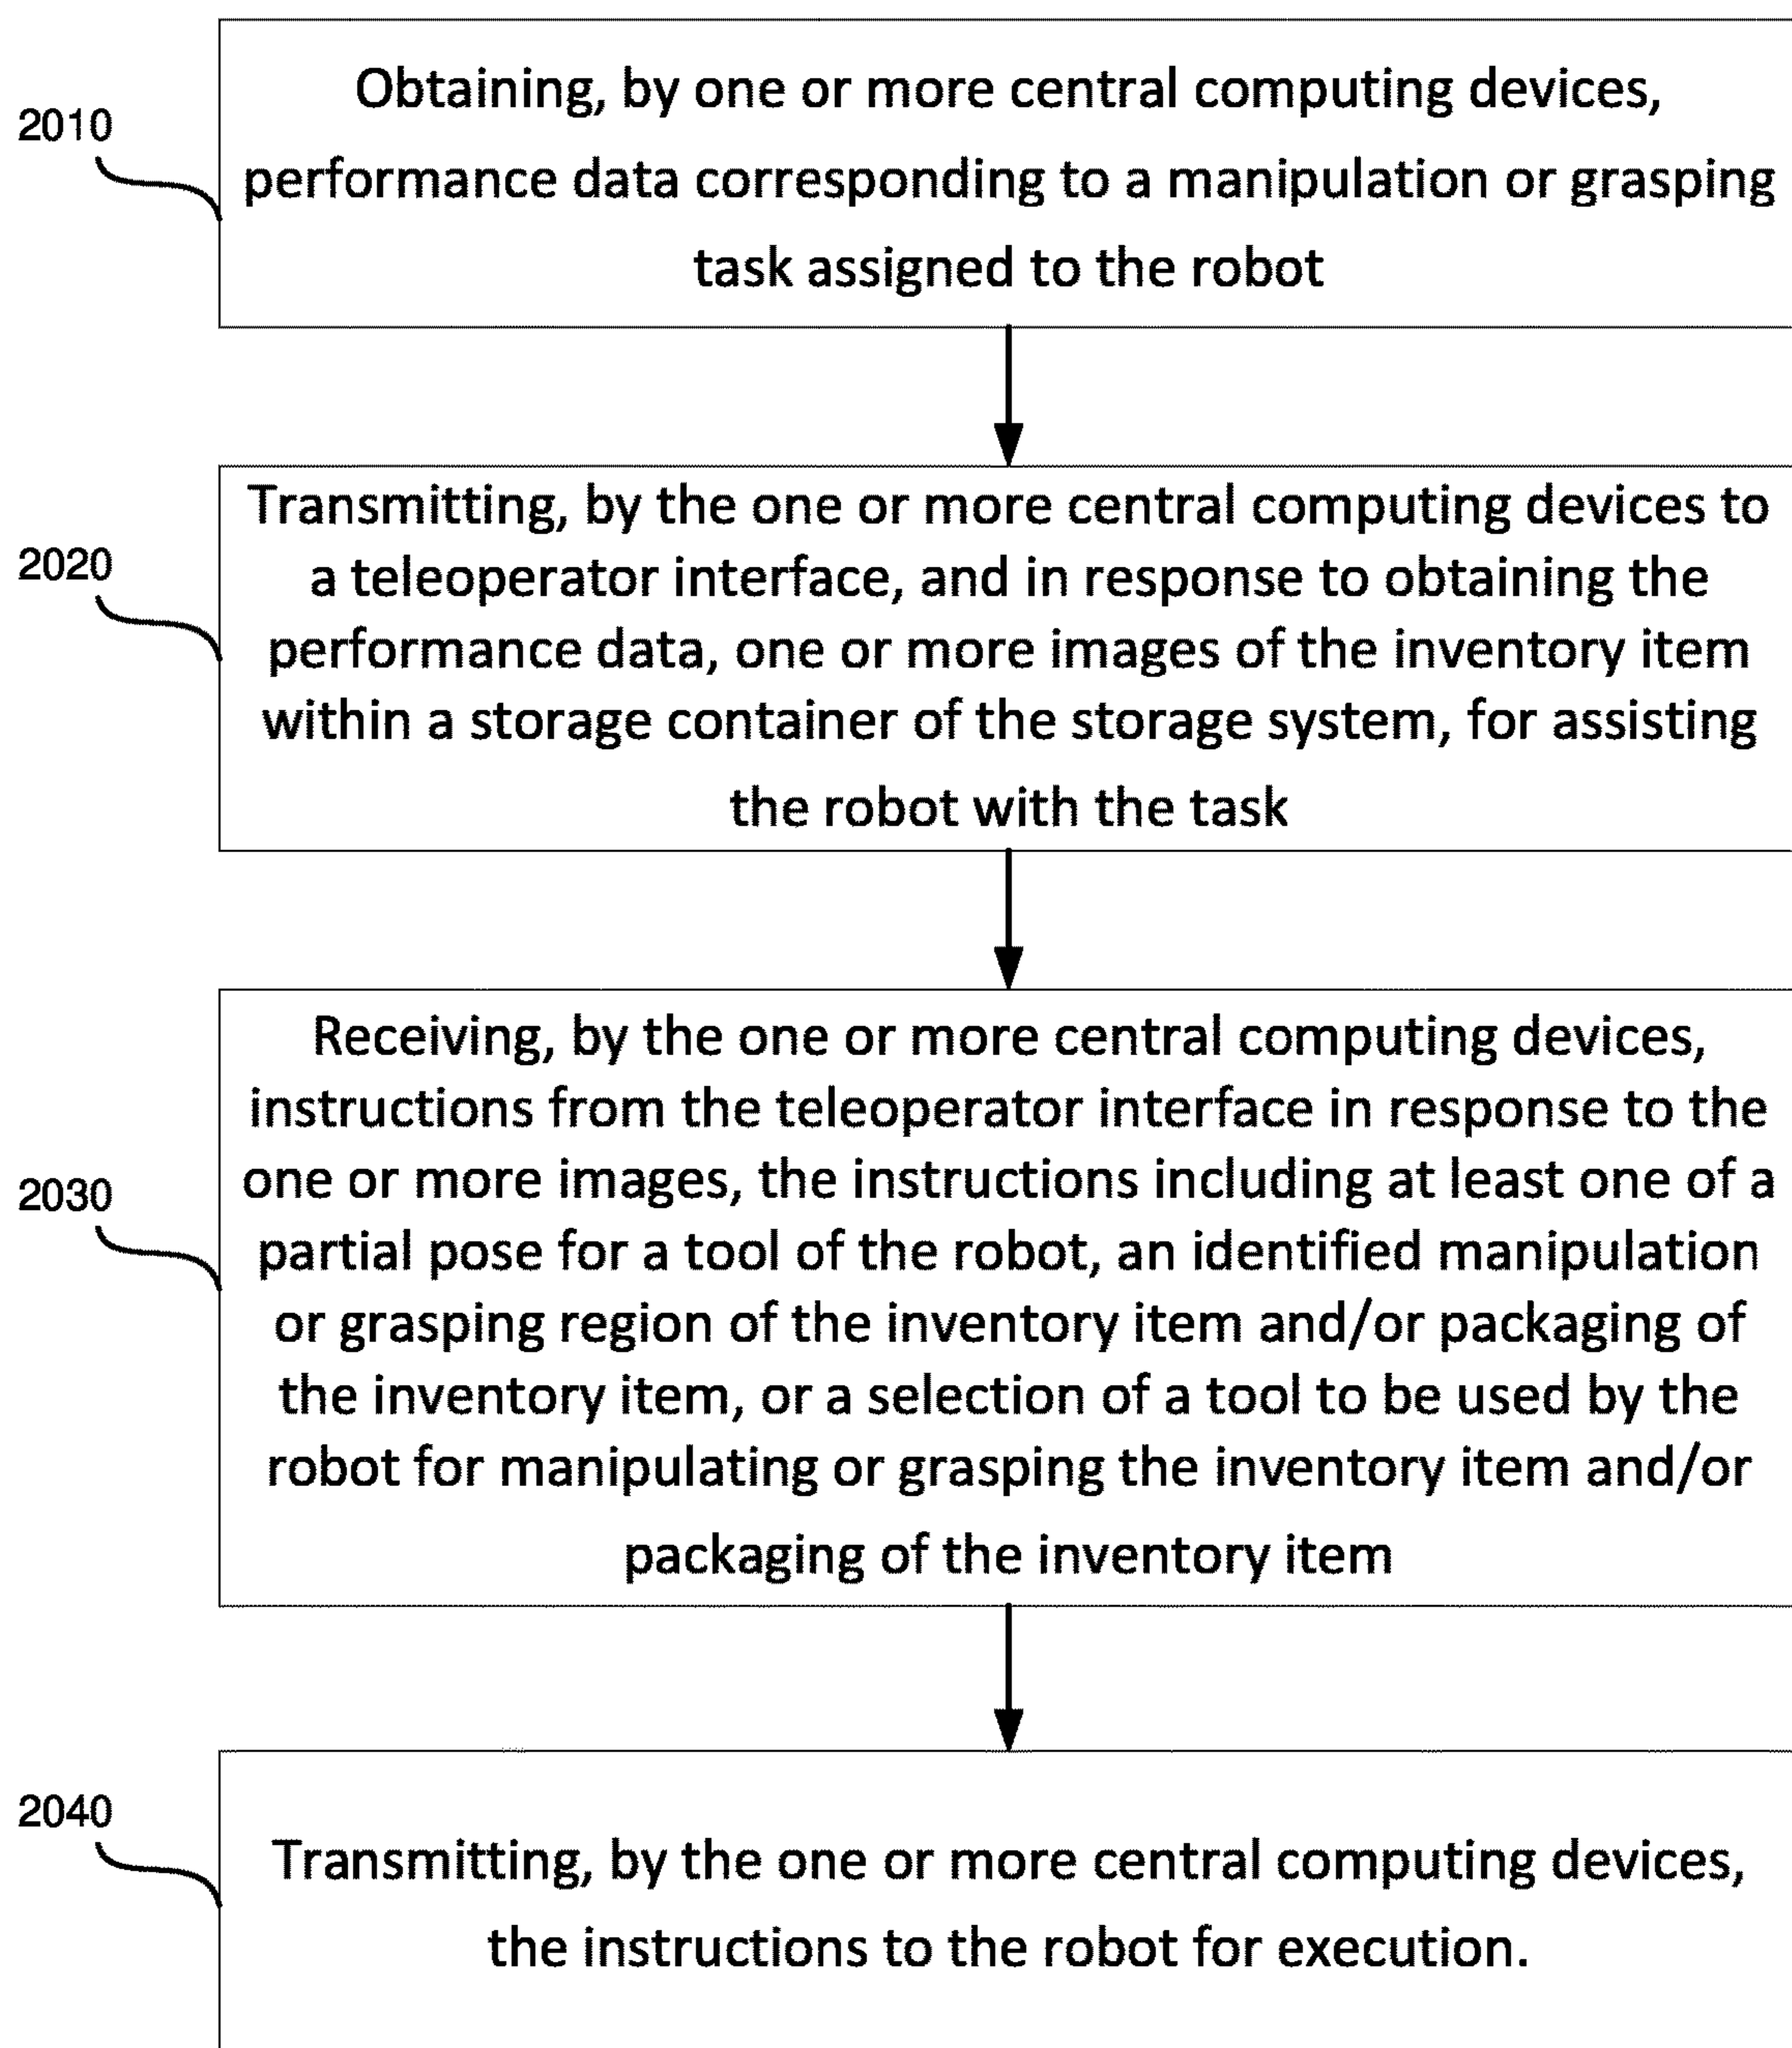 2010
Obtaining, by one or more central computing devices,
performance data corresponding to a manipulation or grasping
task assigned to the robot
2020
Transmitting, by the one or more central computing devices to
a teleoperator interface, and in response to obtaining the
performance data, one or more images of the inventory item
within a storage container of the storage system, for assisting
the robot with the task
2030
Receiving, by the one or more central computing devices,
instructions from the teleoperator interface in response to the
one or more images, the instructions including at least one of a
partial pose for a tool of the robot, an identified manipulation
or grasping region of the inventory item and/or packaging of
the inventory item, or a selection of a tool to be used by the
robot for manipulating or grasping the inventory item and/or
packaging of the inventory item
2040
Transmitting, by the one or more central computing devices,
the instructions to the robot for execution.